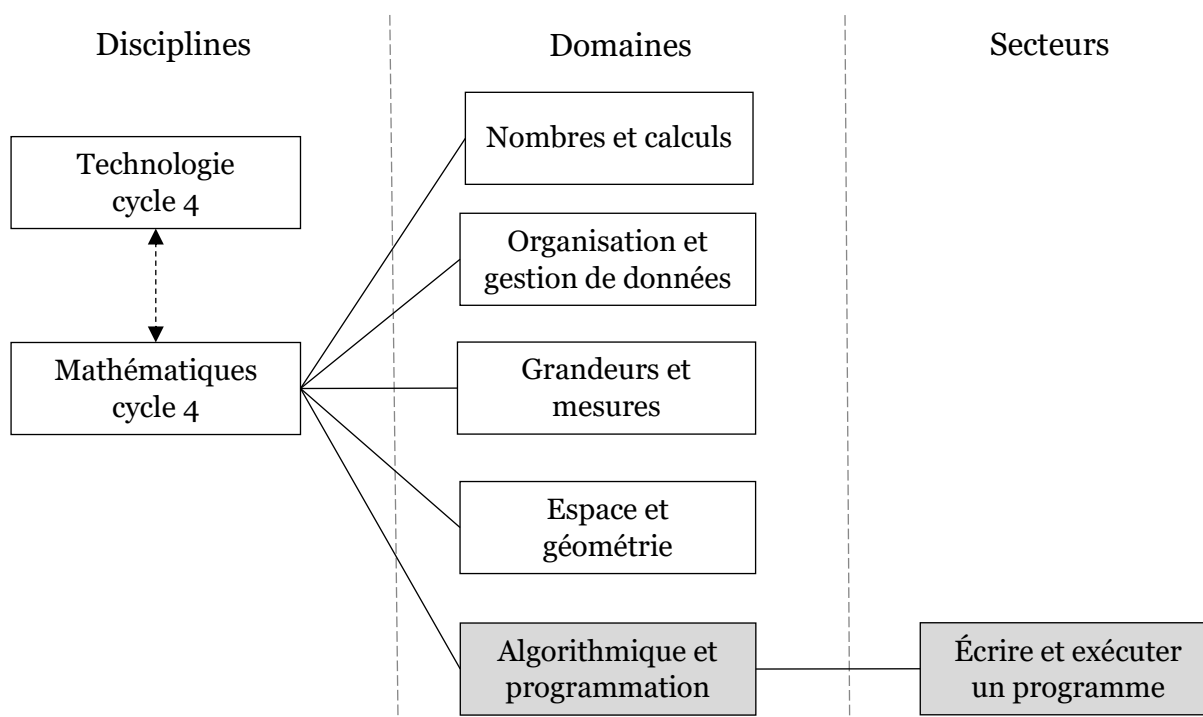 Disciplines
Domaines
Secteurs
Technologie
cycle 4
Mathématiques
cycle 4
Nombres et calculs
Organisation et
gestion de données
Grandeurs et
mesures
Espace et
géométrie
Algorithmique et
programmation
Écrire et exécuter
un programme